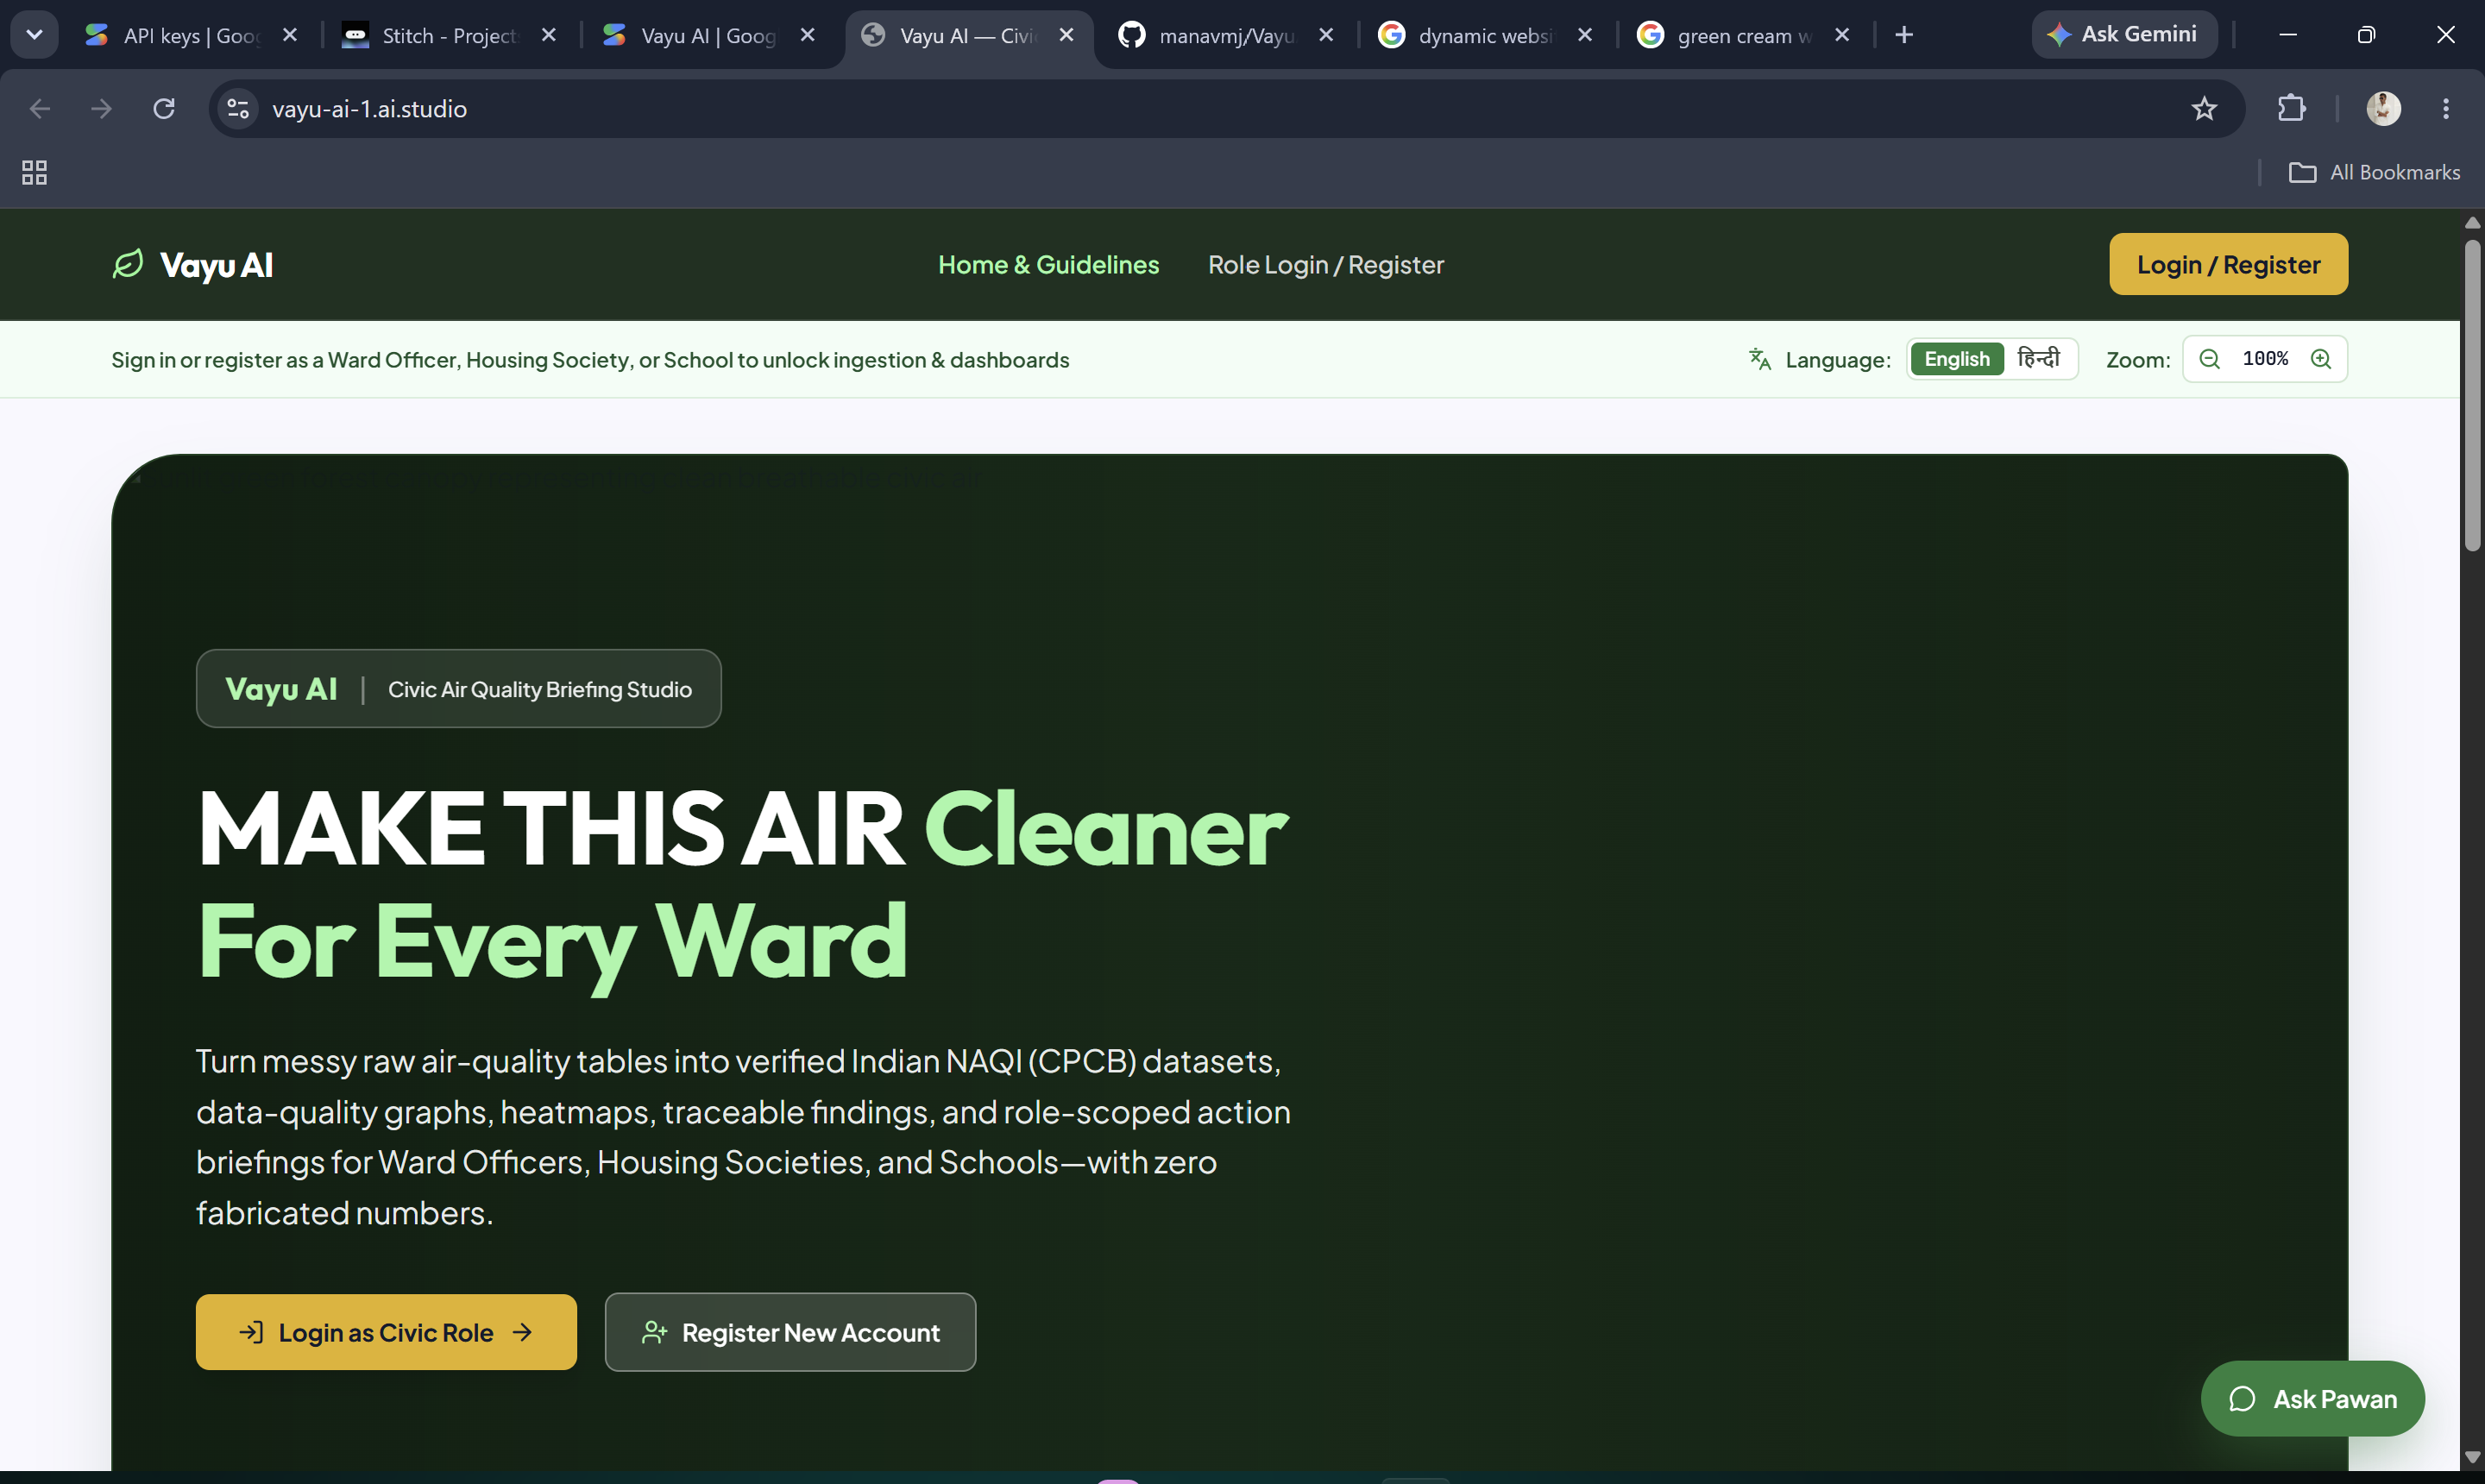 API keys | Goog
Stitch - Project
Vayu AI | Goog
Vayu AI — Civi
manavmj/Vayu
dynamic websi
green cream w
Ask Gemini
vayu-ai-1.ai.studio
All Bookmarks
Vayu AI
Home & Guidelines
Role Login / Register
Login / Register
Sign in or register as a Ward Officer, Housing Society, or School to unlock ingestion & dashboards
Language:
English
हिन्दी
Zoom:
100%
Vayu AI | Civic Air Quality Briefing Studio
MAKE THIS AIR Cleaner
For Every Ward
Turn messy raw air-quality tables into verified Indian NAQI (CPCB) datasets,
data-quality graphs, heatmaps, traceable findings, and role-scoped action
briefings for Ward Officers, Housing Societies, and Schools—with zero
fabricated numbers.
Login as Civic Role
Register New Account
Ask Pawan